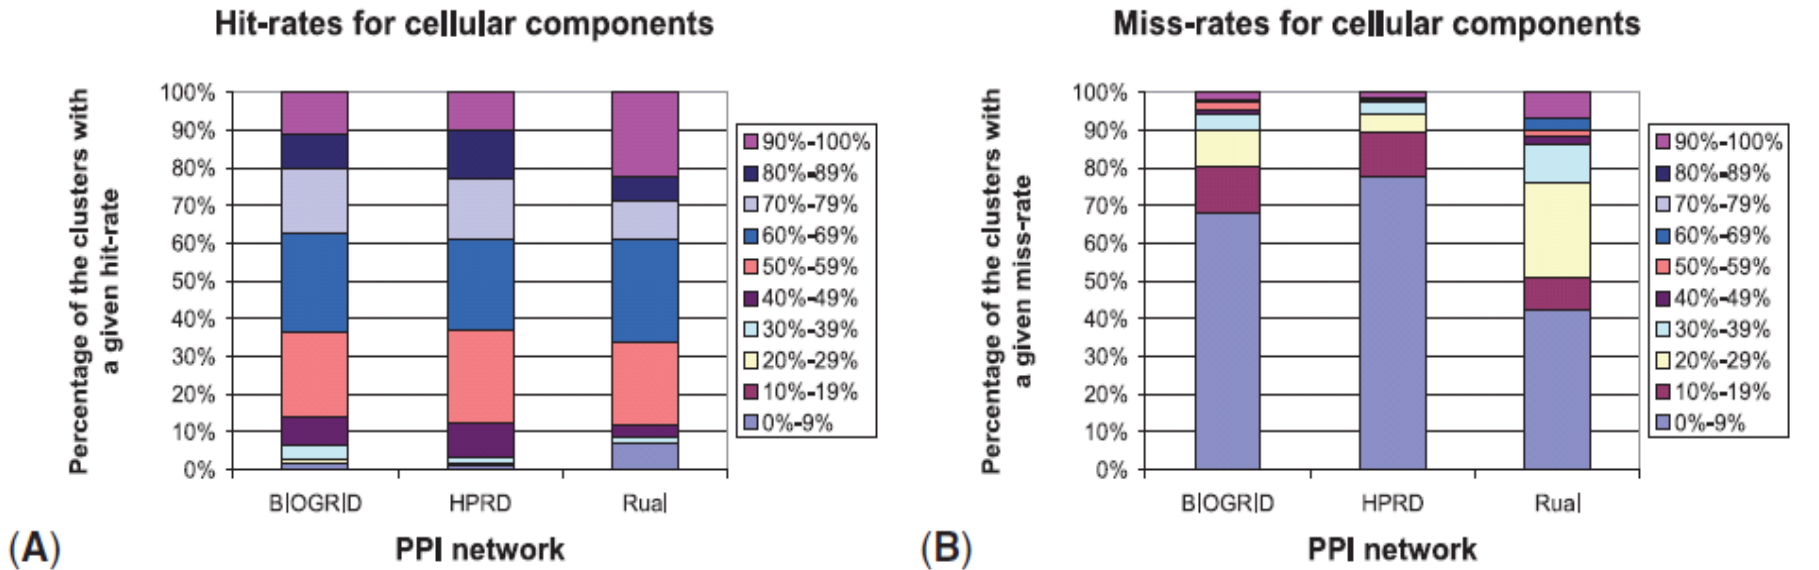 Hit-rates for cellular components
Percentage of the clusters with
a given hit-rate
100%
90%
80%
70%
60%
50%
40%
30%
20%
10%
0%
BIOGRID
HPRD
Rual
PPI network
90%-100%
80%-89%
70%-79%
60%-69%
50%-59%
40%-49%
30%-39%
20%-29%
10%-19%
0%-9%
(A)
Miss-rates for cellular components
Percentage of the clusters with
a given miss-rate
100%
90%
80%
70%
60%
50%
40%
30%
20%
10%
0%
BIOGRID
HPRD
Rual
PPI network
90%-100%
80%-89%
70%-79%
60%-69%
50%-59%
40%-49%
30%-39%
20%-29%
10%-19%
0%-9%
(B)